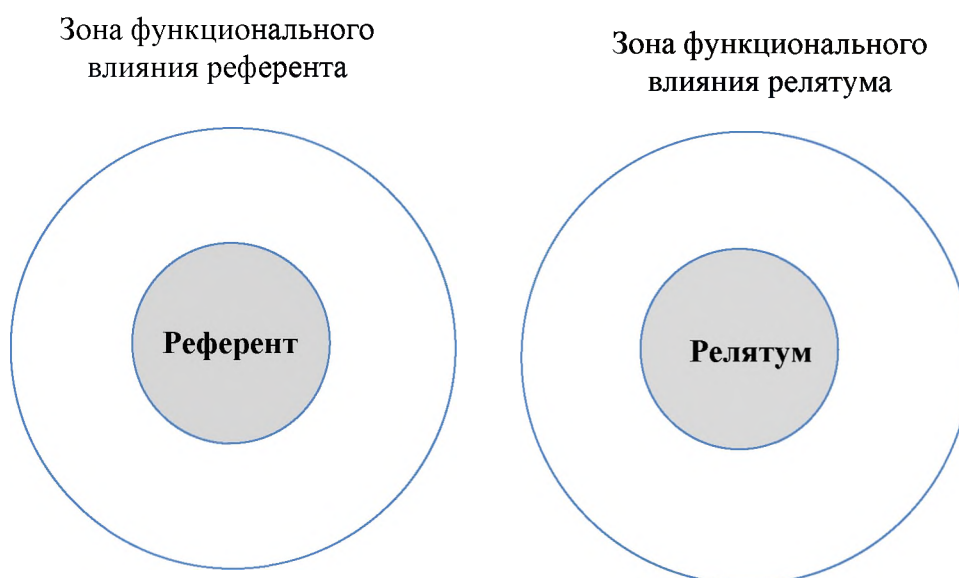 Зона функционального
влияния референта
Зона функционального
влияния релятума
Референт
Релятум